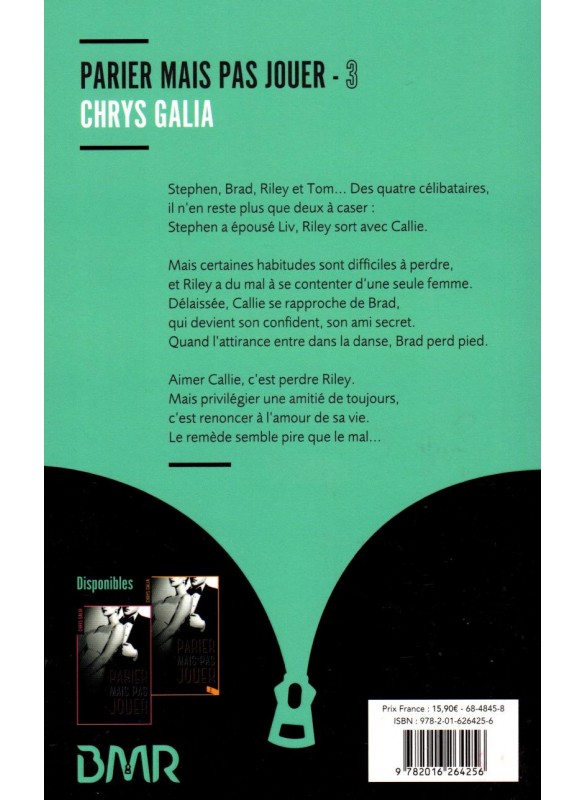 PARIER MAIS PAS JOUER - 3
CHRYS GALIA
Stephen, Brad, Riley et Tom... Des quatre célibataires,
il n'en reste plus que deux à caser :
Stephen a épousé Liv, Riley sort avec Callie.
Mais certaines habitudes sont difficiles à perdre,
et Riley a du mal à se contenter d'une seule femme.
Délaissée, Callie se rapproche de Brad,
qui devient son confident, son ami secret.
Quand l'attirance entre dans la danse, Brad perd pied.
Aimer Callie, c'est perdre Riley.
Mais privilégier une amitié de toujours,
c'est renoncer à l'amour de sa vie.
Le remède semble pire que le mal...
Disponibles
CHRYS GALIA
PARIER
MAIS PAS
JOUER
CHRYS GALIA
PARIER
MAIS PAS
JOUER
BMR
Prix France : 15,90€ - 68-4845-8
ISBN : 978-2-01-626425-6
9 782016 264256